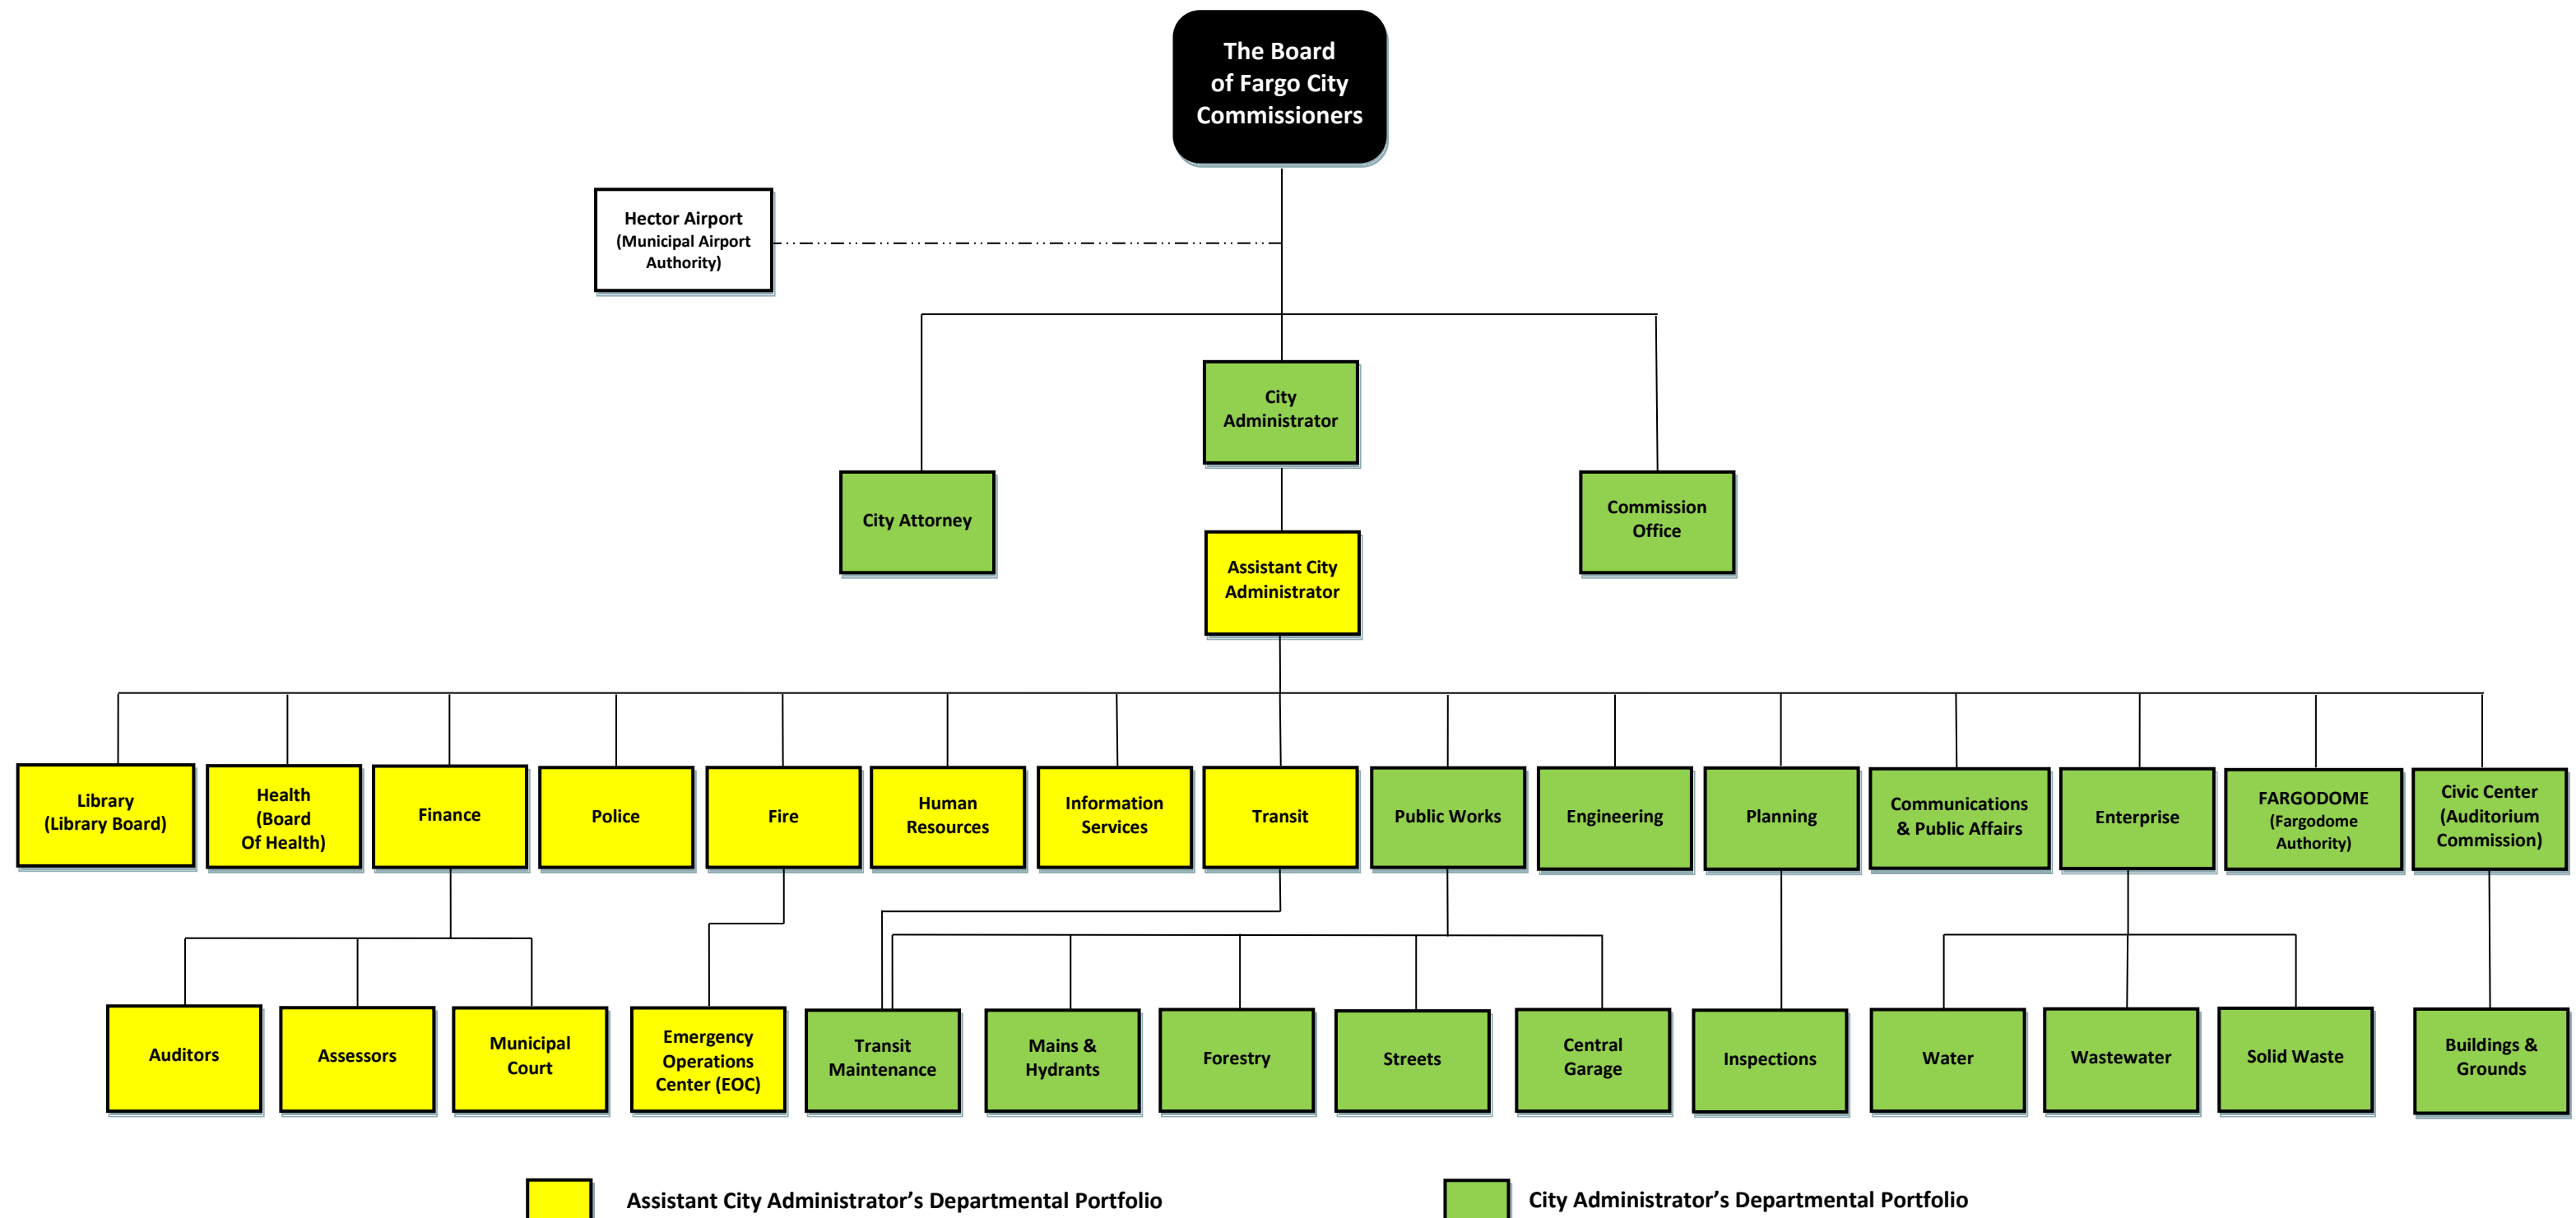 The Board
of Fargo City
Commissioners
Hector Airport
(Municipal Airport
Authority)
City
Administrator
City Attorney
Commission
Office
Assistant City
Administrator
Library
(Library Board)
Health
(Board
Of Health)
Finance
Police
Fire
Human
Resources
Information
Services
Transit
Public Works
Engineering
Planning
Communications
& Public Affairs
Enterprise
FARGODOME
(Fargodome
Authority)
Civic Center
(Auditorium
Commission)
Auditors
Assessors
Municipal
Court
Emergency
Operations
Center (EOC)
Transit
Maintenance
Mains &
Hydrants
Forestry
Streets
Central
Garage
Inspections
Water
Wastewater
Solid Waste
Buildings &
Grounds
Assistant City Administrator’s Departmental Portfolio
City Administrator’s Departmental Portfolio